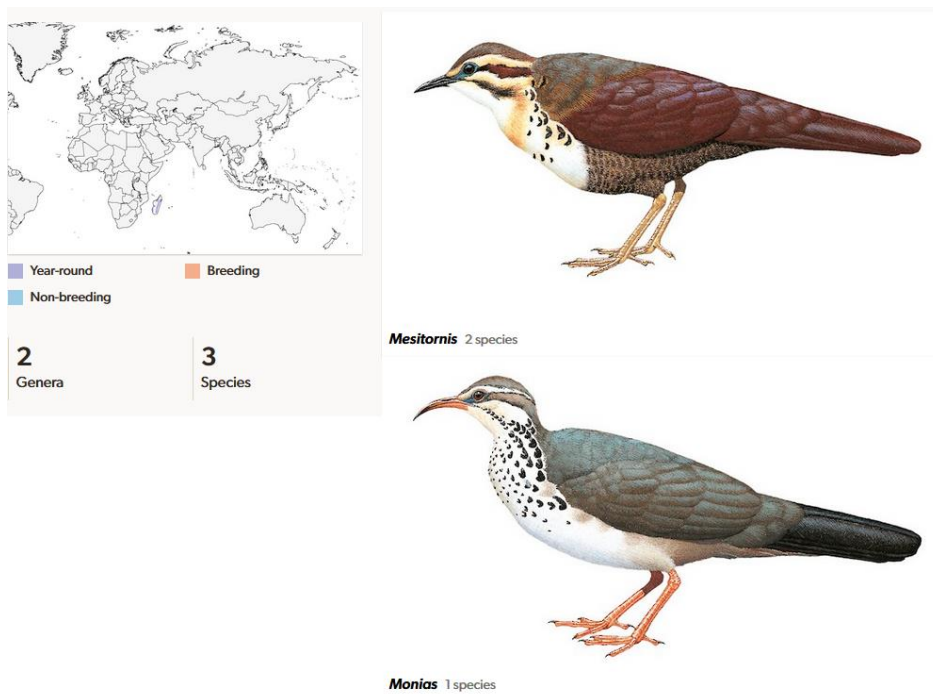 Year-round
Breeding
Non-breeding
2
Genera
3
Species
Mesitornis 2 species
Monias 1 species